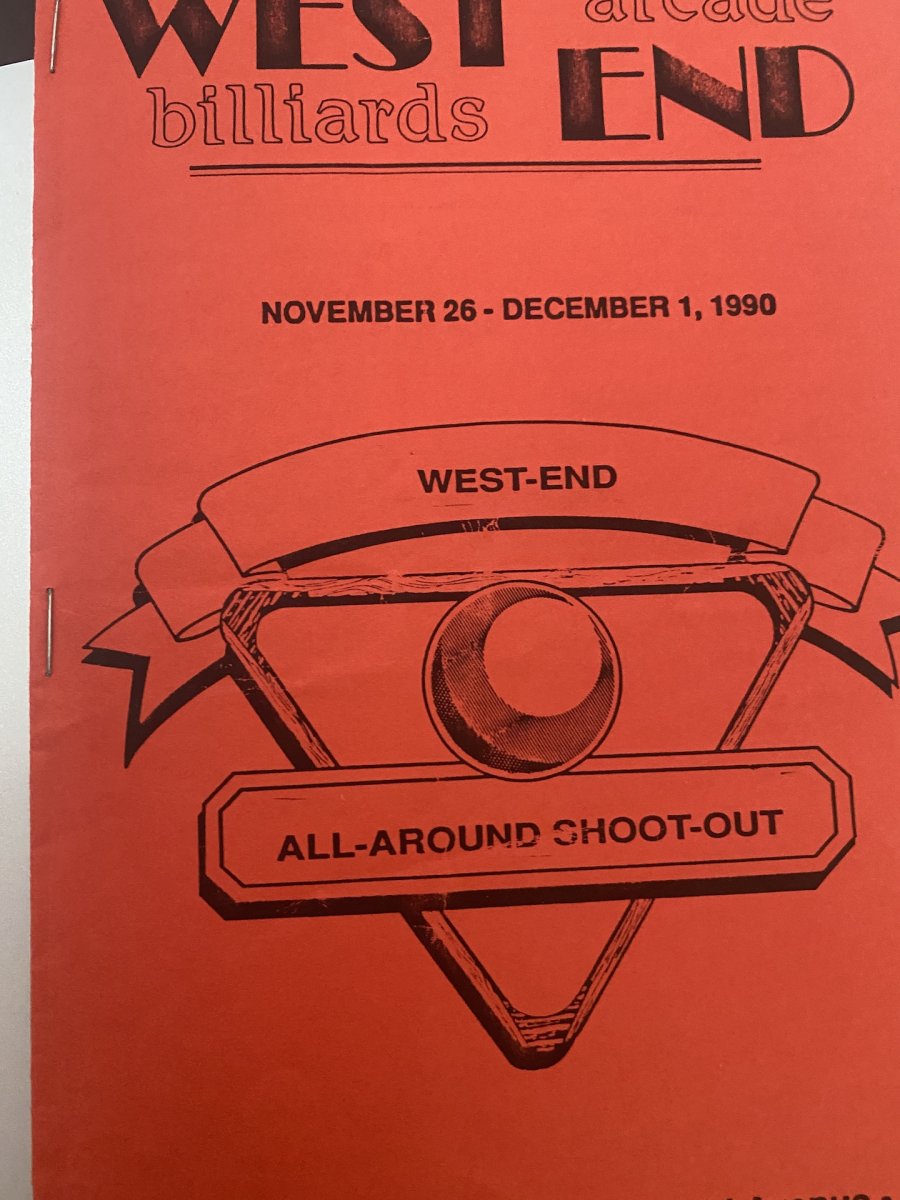 WEST arcade
billiards END
NOVEMBER 26 - DECEMBER 1, 1990
WEST-END
ALL-AROUND SHOOT-OUT